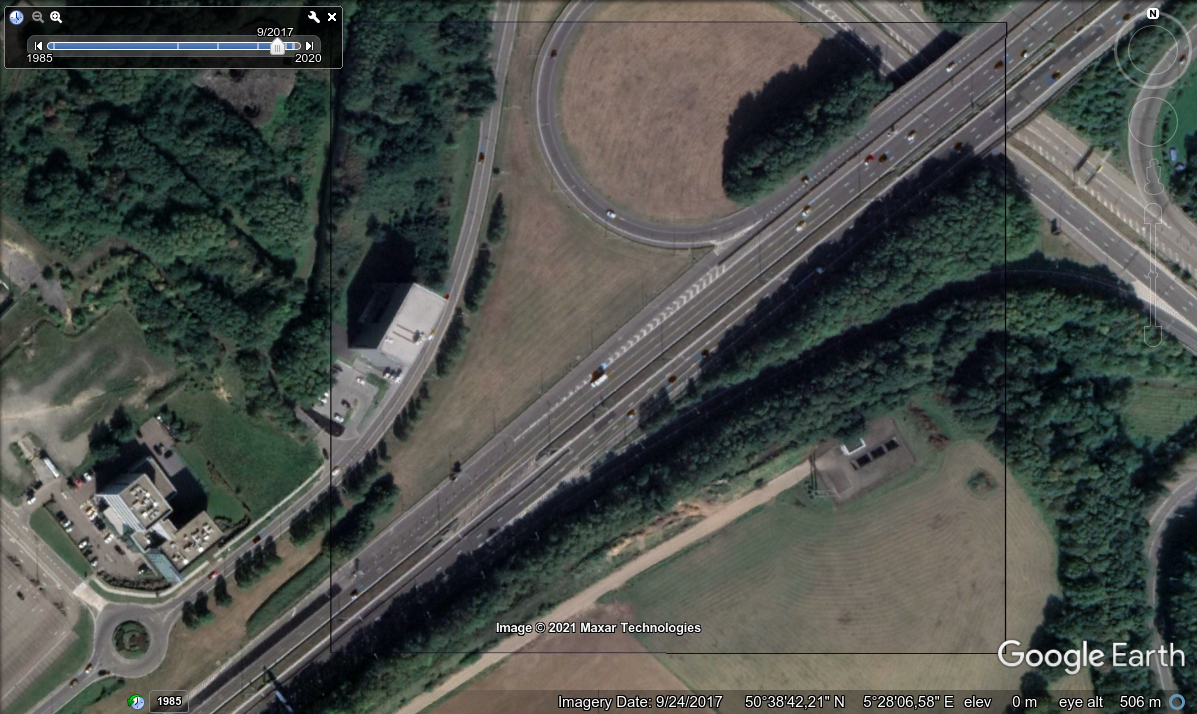 9/2017
1985
2020
N
Image © 2021 Maxar Technologies
Google Earth
1985
Imagery Date: 9/24/2017 50°38'42,21" N 5°28'06,58" E elev 0 m eye alt 506 m